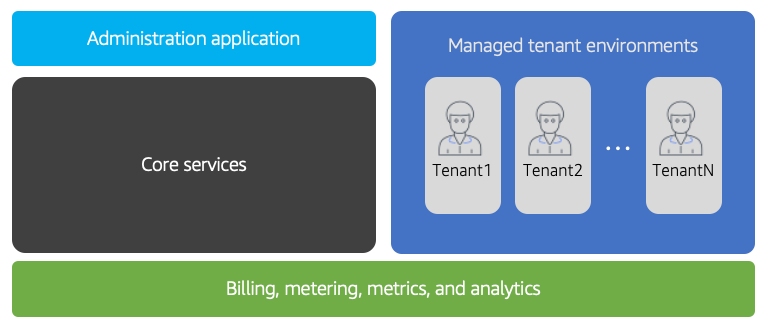 Administration application
Managed tenant environments
Core services
Tenant1
Tenant2
...
TenantN
Billing, metering, metrics, and analytics